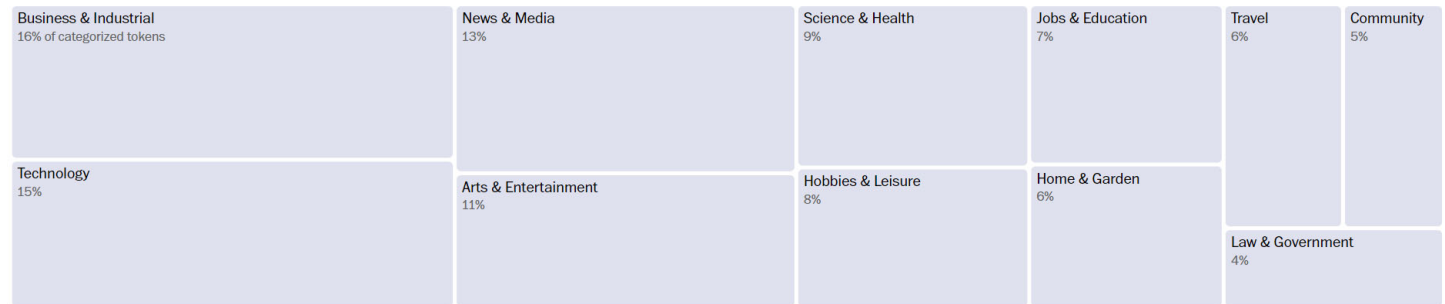 Business & Industrial
16% of categorized tokens
Technology
15%
News & Media
13%
Arts & Entertainment
11%
Science & Health
9%
Hobbies & Leisure
8%
Jobs & Education
7%
Home & Garden
6%
Travel
6%
Community
5%
Law & Government
4%